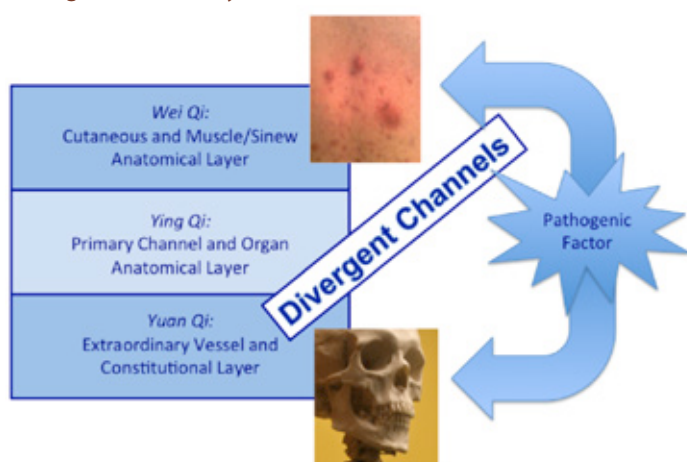 Wei Qi:
Cutaneous and Muscle/Sinew
Anatomical Layer
Ying Qi:
Primary Channel and Organ
Anatomical Layer
Yuan Qi:
Extraordinary Vessel and
Constitutional Layer
Divergent Channels
Pathogenic
Factor